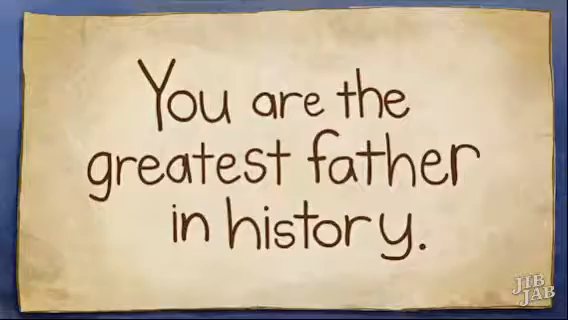 You are the
greatest father
in history.
JIB
JAB